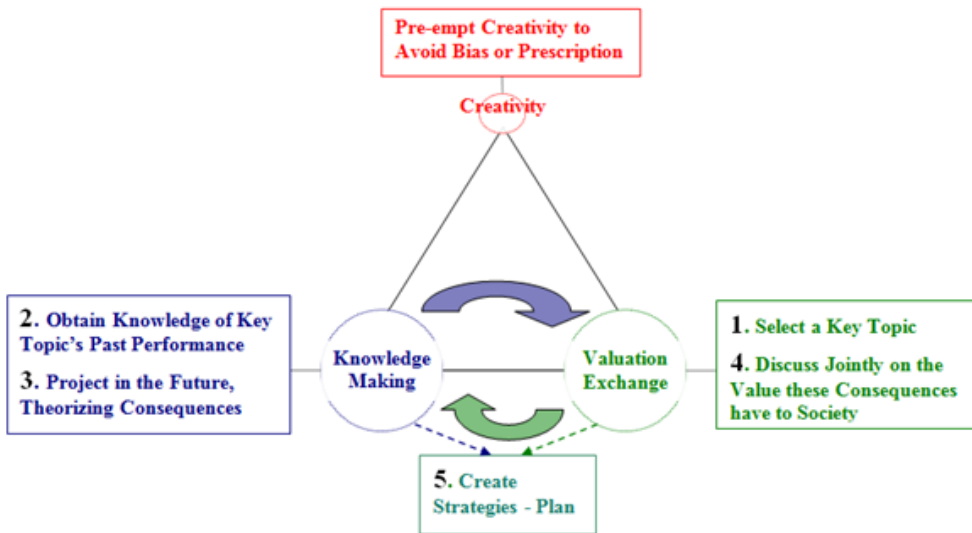 Pre-empt Creativity to
Avoid Bias or Prescription
Creativity
2. Obtain Knowledge of Key
Topic's Past Performance
3. Project in the Future,
Theorizing Consequences
Knowledge
Making
Valuation
Exchange
1. Select a Key Topic
4. Discuss Jointly on the
Value these Consequences
have to Society
5. Create
Strategies - Plan